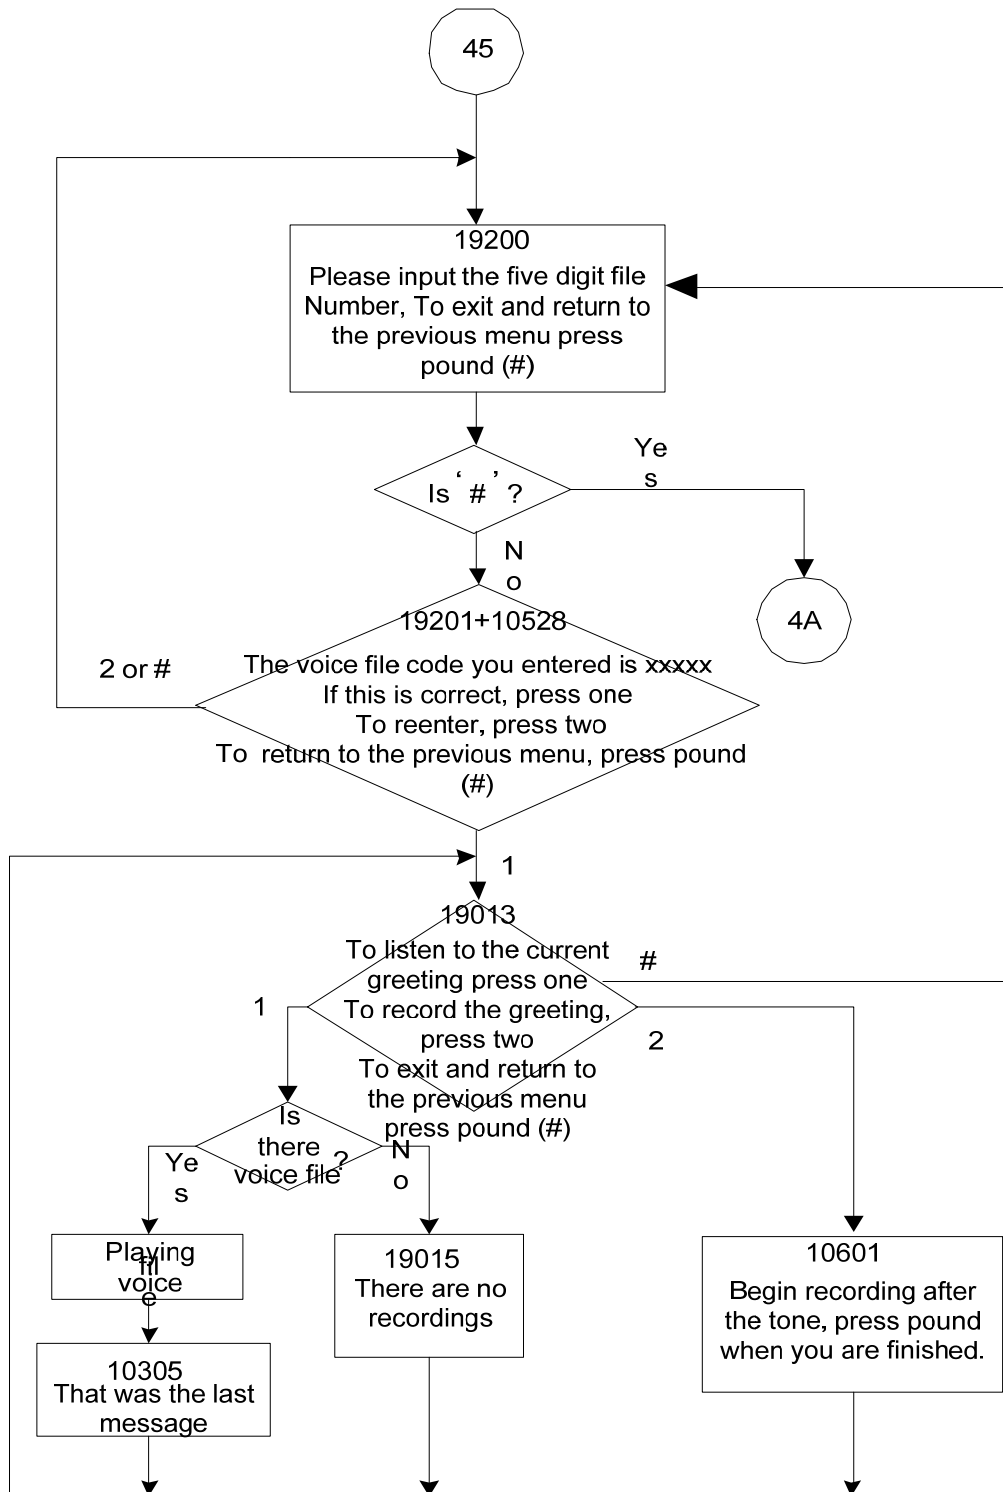 45
19200
Please input the five digit file
Number, To exit and return to
the previous menu press
pound (#)
Is ‘ # ’ ?
Ye
s
N
o
4A
19201+10528
The voice file code you entered is xxxxx
If this is correct, press one
To reenter, press two
To return to the previous menu, press pound
(#)
2 or #
1
19013
To listen to the current
greeting press one
To record the greeting,
press two
To exit and return to
the previous menu
press pound (#)
#
1
2
Is
there
voice file?
Ye
s
N
o
Playing
voice
fil
e
19015
There are no
recordings
10601
Begin recording after
the tone, press pound
when you are finished.
10305
That was the last
message